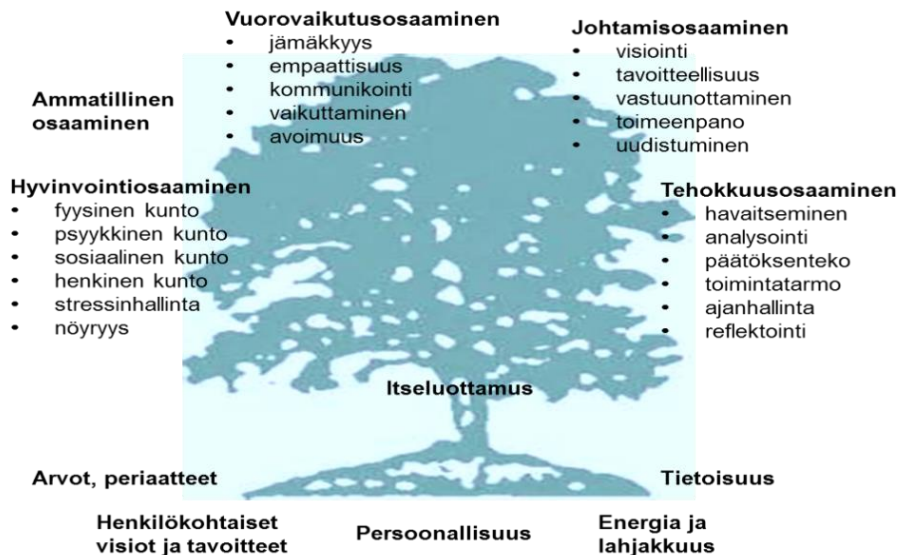 Vuorovaikutusosaaminen
• jämäkkyys
• empaattisuus
• kommunikointi
• vaikuttaminen
• avoimuus
Johtamisosaaminen
• visiointi
• tavoitteellisuus
• vastuunottaminen
• toimeenpano
• uudistuminen
Ammatillinen
osaaminen
Hyvinvointiosaaminen
• fyysinen kunto
• psyykkinen kunto
• sosiaalinen kunto
• henkinen kunto
• stressinhallinta
• nöyryys
Tehokkuusosaaminen
• havaitseminen
• analysointi
• päätöksenteko
• toimintatarmo
• ajanhallinta
• reflektointi
Itseluottamus
Arvot, periaatteet
Tietoisuus
Henkilökohtaiset
visiot ja tavoitteet
Persoonallisuus
Energia ja
lahjakkuus